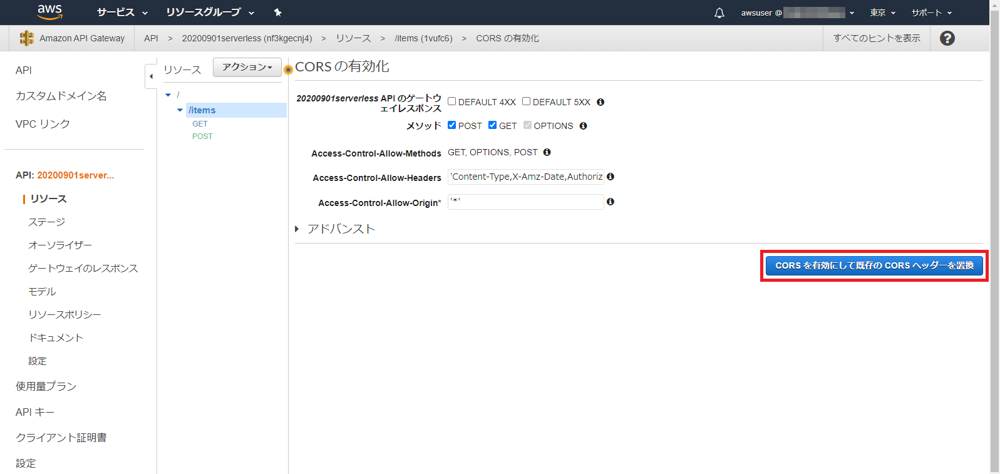 aws サービス リソースグループ awsuser @ 東京 サポート
Amazon API Gateway API > 20200901serverless (nf3kgecnj4) > リソース > /items (1vufc6) > CORS の有効化 すべてのヒントを表示 ?
API
カスタムドメイン名
VPC リンク
API: 20200901server...
リソース
ステージ
オーソライザー
ゲートウェイのレスポンス
モデル
リソースポリシー
ドキュメント
設定
使用量プラン
API キー
クライアント証明書
設定
リソース アクション
/
/items
GET
POST
CORS の有効化
20200901serverless API のゲートウ
ェイレスポンス DEFAULT 4XX DEFAULT 5XX
メソッド POST GET OPTIONS
Access-Control-Allow-Methods GET, OPTIONS, POST
Access-Control-Allow-Headers 'Content-Type,X-Amz-Date,Authoriz
Access-Control-Allow-Origin* '*'
アドバンスト
CORS を有効にして既存の CORS ヘッダーを置換